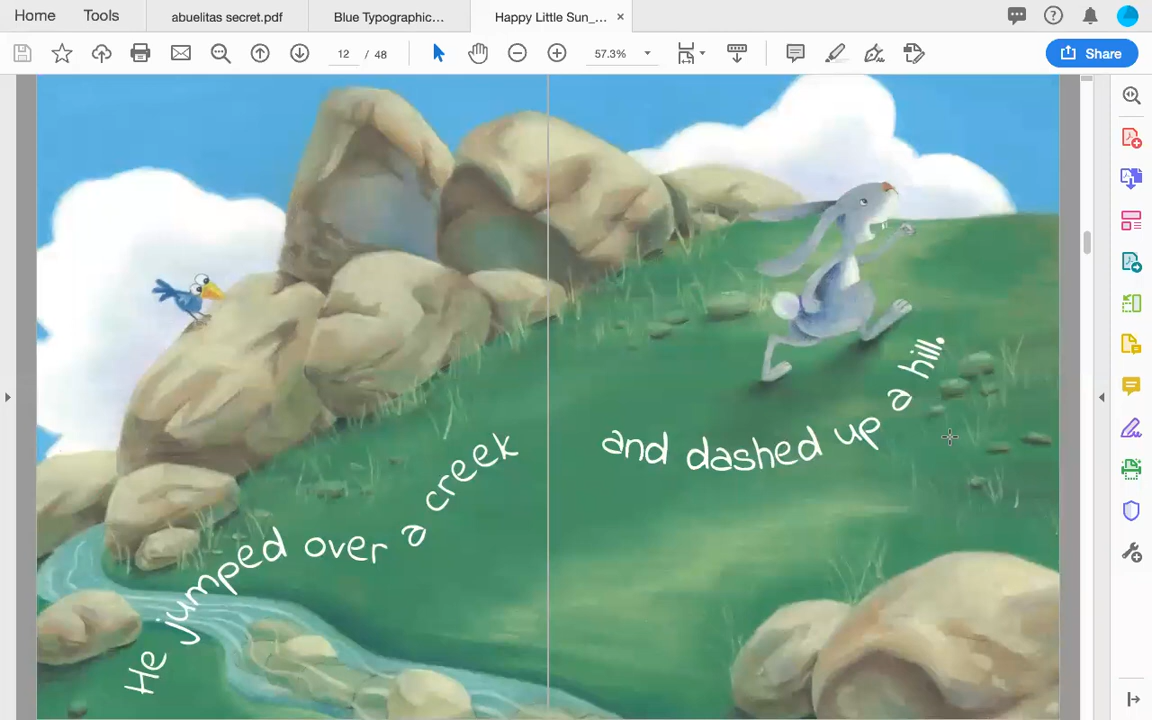 Home
Tools
abuelitas secret.pdf
Blue Typographic...
Happy Little Sun_...
12 / 48
57.3%
Share
He jumped over a creek
and dashed up a hill.